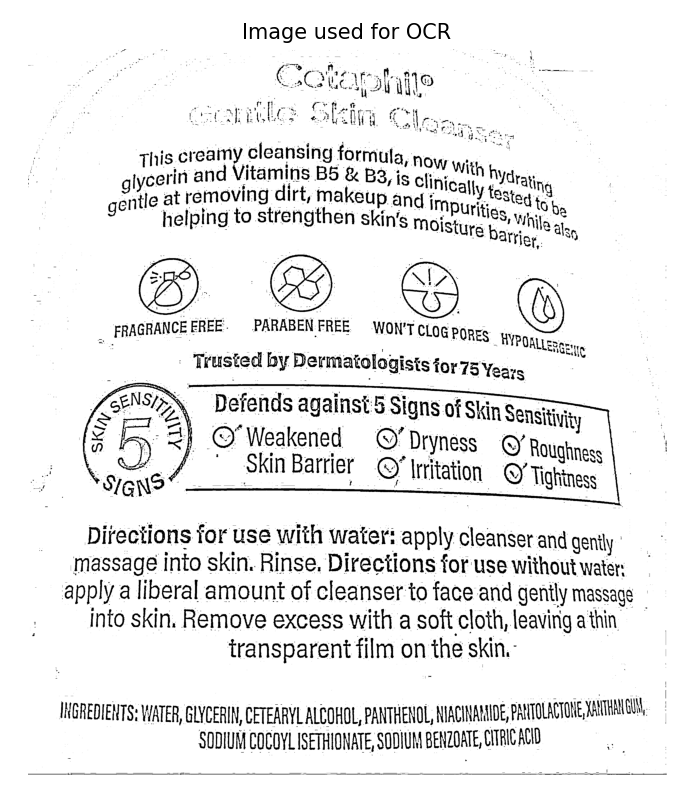 Image used for OCR
Cetaphil®
Gentle Skin Cleanser
This creamy cleansing formula, now with hydrating
glycerin and Vitamins B5 & B3, is clinically tested to be
gentle at removing dirt, makeup and impurities, while also
helping to strengthen skin's moisture barrier.
FRAGRANCE FREE PARABEN FREE WON'T CLOG PORES HYPOALLERGENIC
Trusted by Dermatologists for 75 Years
SKIN SENSITIVITY
5
SIGNS
Defends against 5 Signs of Skin Sensitivity
Weakened Dryness Roughness
Skin Barrier Irritation Tightness
Directions for use with water: apply cleanser and gently
massage into skin. Rinse. Directions for use without water:
apply a liberal amount of cleanser to face and gently massage
into skin. Remove excess with a soft cloth, leaving a thin
transparent film on the skin.
INGREDIENTS: WATER, GLYCERIN, CETEARYL ALCOHOL, PANTHENOL, NIACINAMIDE, PANTOLACTONE, XANTHAN GUM,
SODIUM COCOYL ISETHIONATE, SODIUM BENZOATE, CITRIC ACID